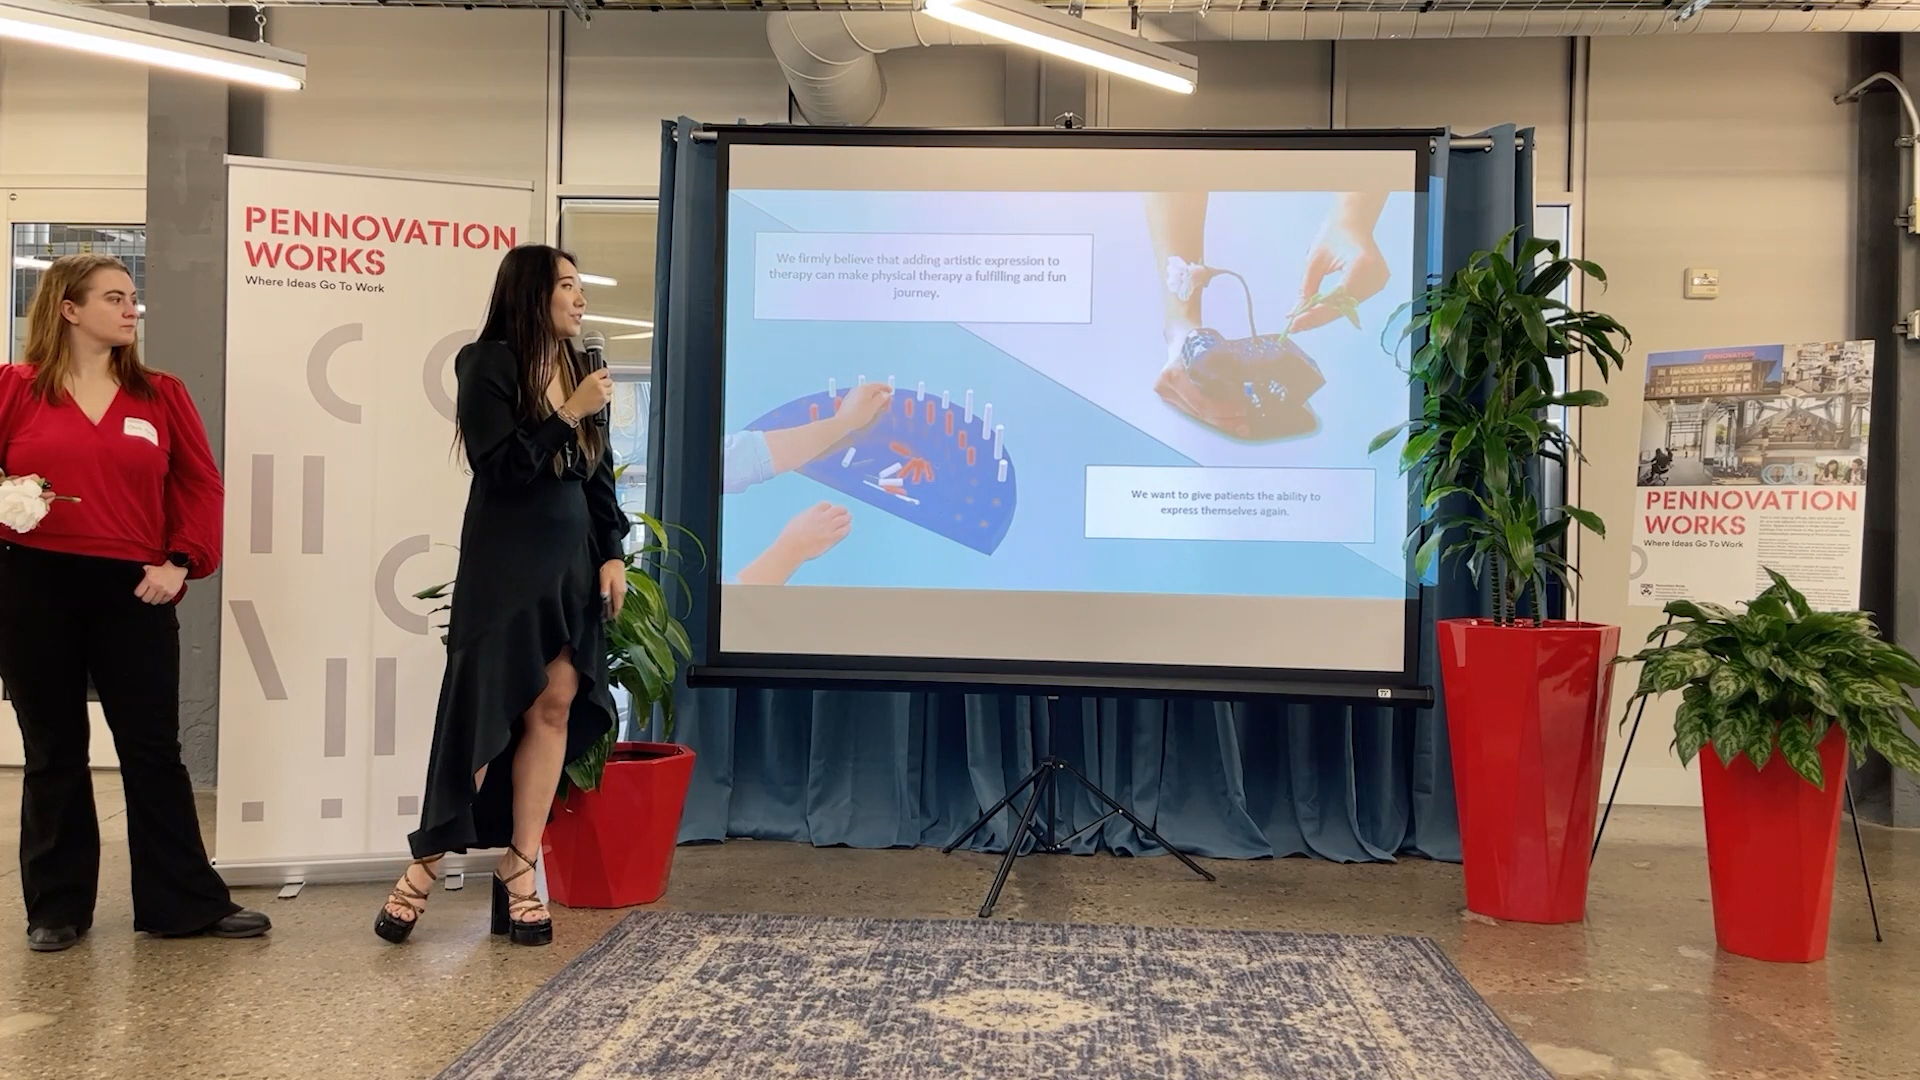 PENNOVATION
WORKS
Where Ideas Go To Work
We firmly believe that adding artistic expression to
therapy can make physical therapy a fulfilling and fun
journey.
We want to give patients the ability to
express themselves again.
PENNOVATION
PENNOVATION
WORKS
Where Ideas Go To Work